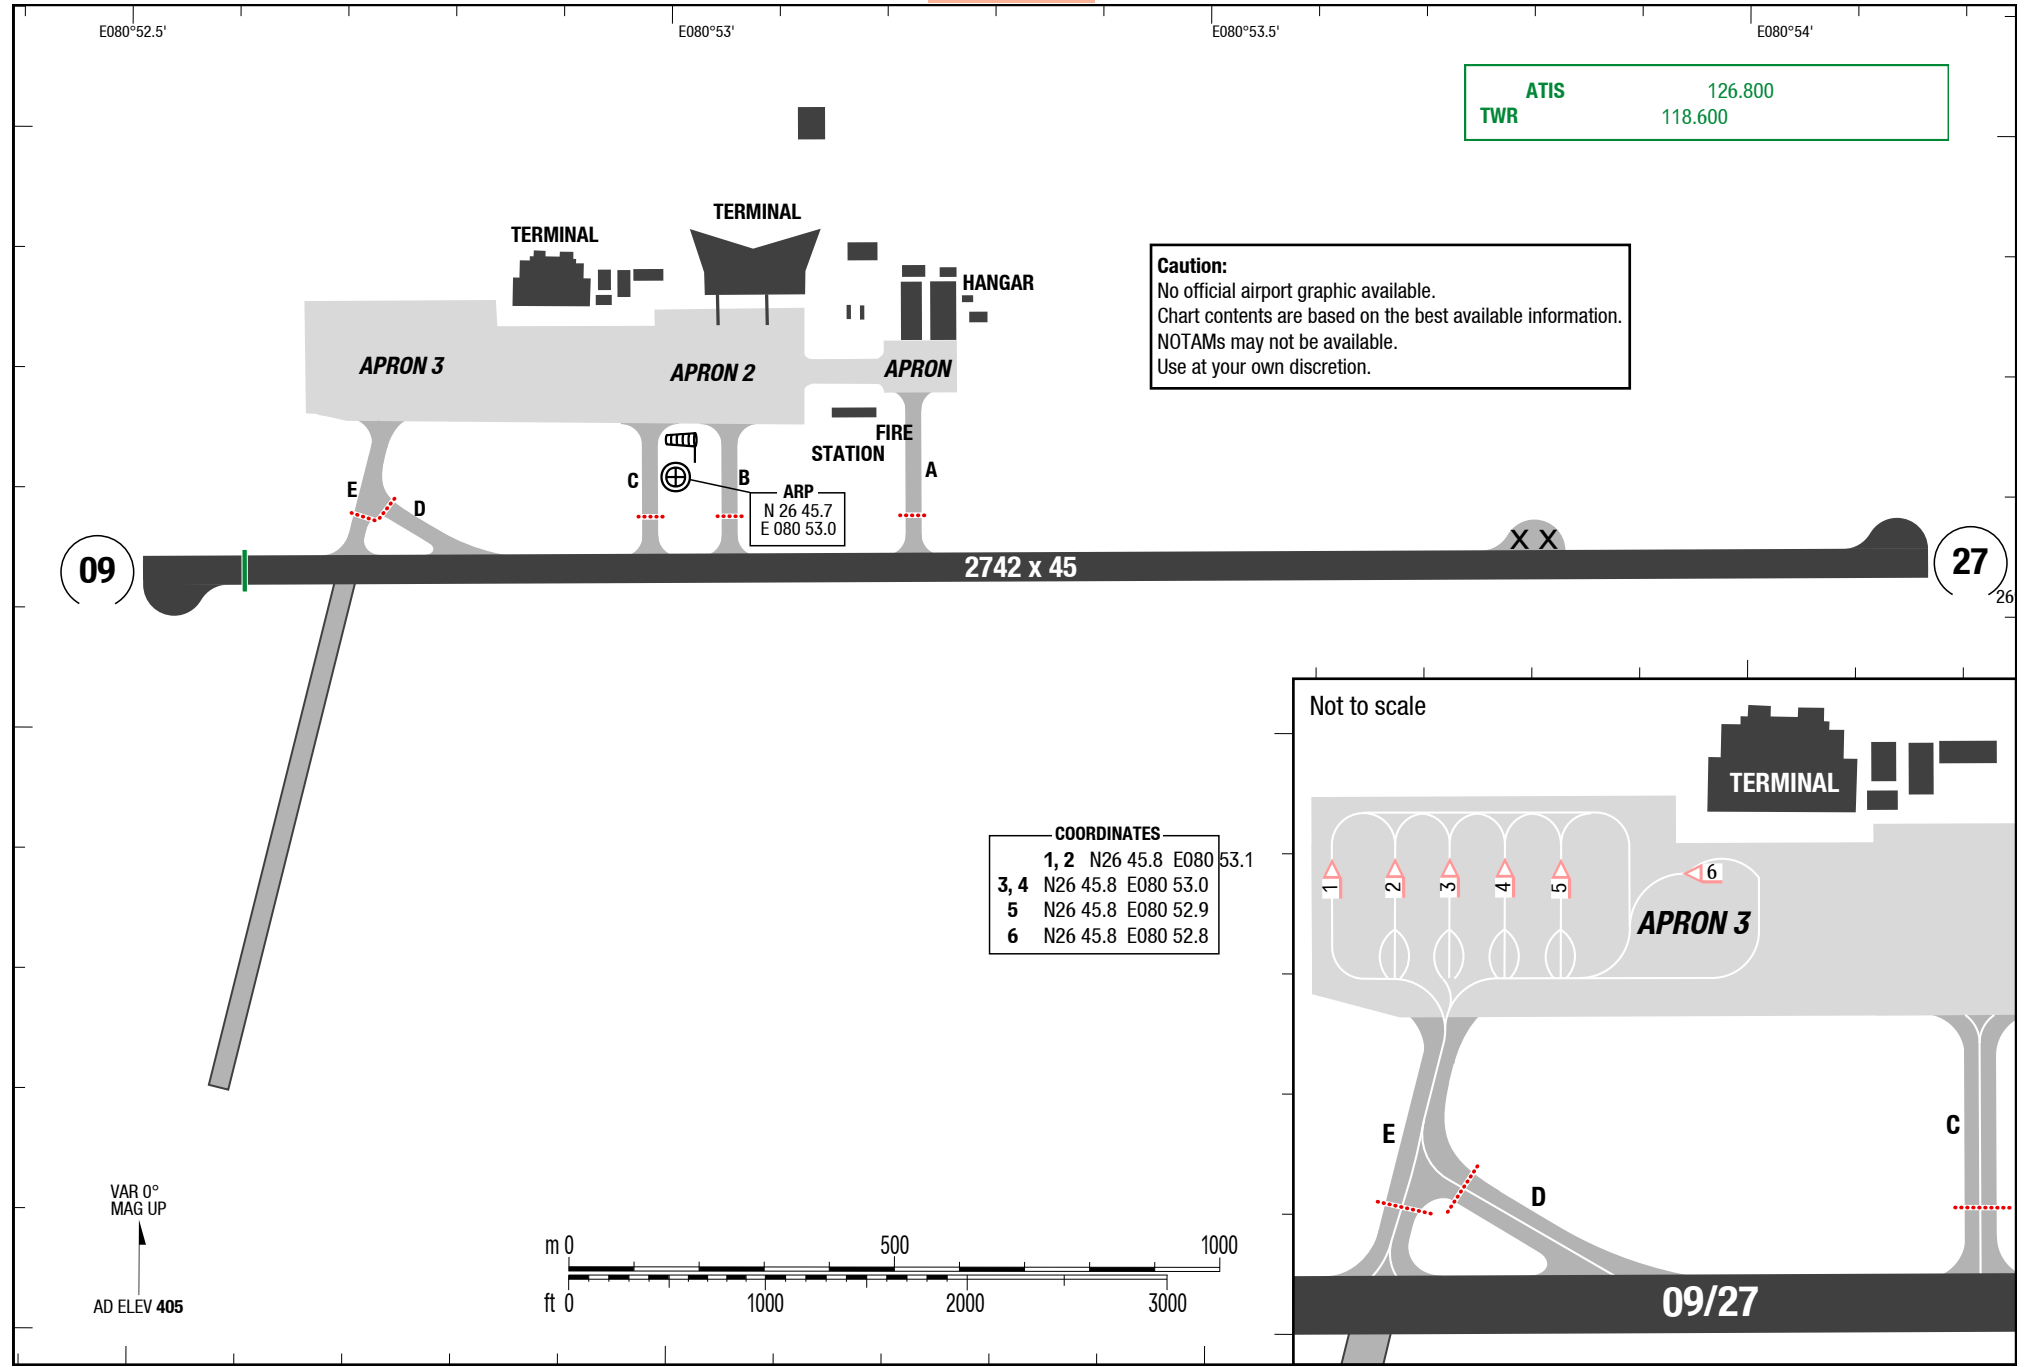 E080°52.5'
E080°53'
E080°53.5'
E080°54'
ATIS 126.800
TWR 118.600
TERMINAL
TERMINAL
HANGAR
Caution:
No official airport graphic available.
Chart contents are based on the best available information.
NOTAMs may not be available.
Use at your own discretion.
APRON 3
APRON 2
APRON
FIRE
STATION
E
D
C
B
A
ARP
N 26 45.7
E 080 53.0
X X
09
2742 x 45
27
26
Not to scale
TERMINAL
1
2
3
4
5
6
APRON 3
E
D
C
09/27
COORDINATES
1, 2 N26 45.8 E080 53.1
3, 4 N26 45.8 E080 53.0
5 N26 45.8 E080 52.9
6 N26 45.8 E080 52.8
VAR 0°
MAG UP
AD ELEV 405
m 0 500 1000
ft 0 1000 2000 3000